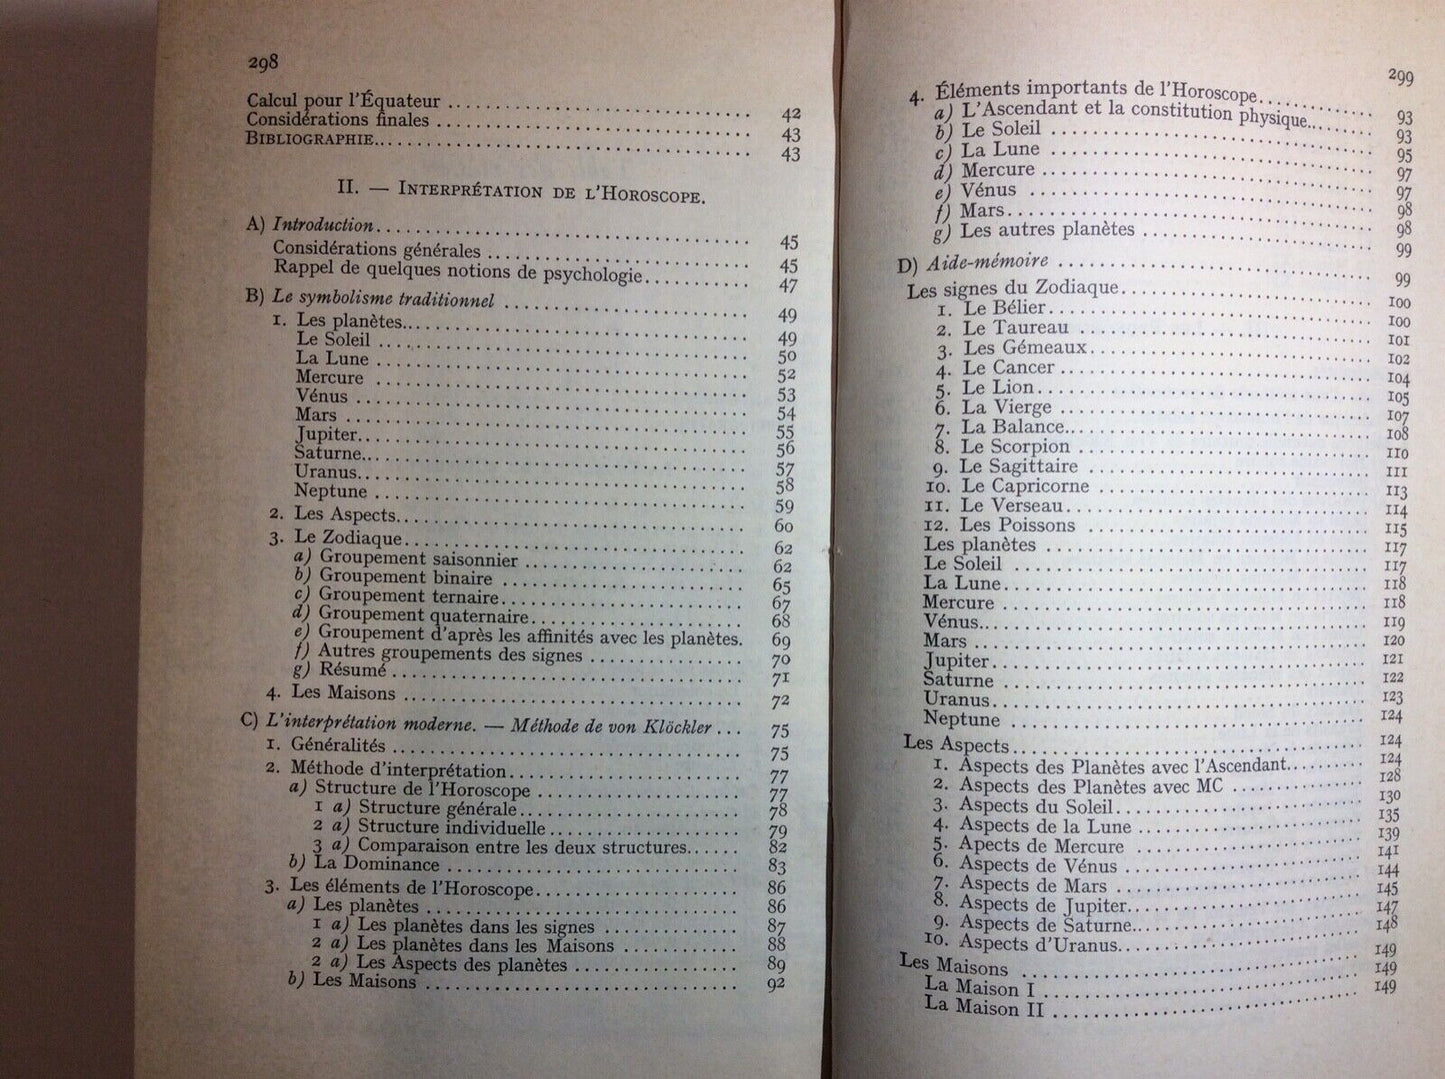 298
Calcul pour l'Équateur .......... 42
Considérations finales .......... 43
BIBLIOGRAPHIE.......... 43
II. — INTERPRÉTATION DE L'HOROSCOPE.
A) Introduction.......... 45
Considérations générales .......... 45
Rappel de quelques notions de psychologie.......... 47
B) Le symbolisme traditionnel .......... 49
1. Les planètes.......... 49
Le Soleil .......... 50
La Lune .......... 52
Mercure .......... 53
Vénus .......... 54
Mars .......... 55
Jupiter.......... 56
Saturne.......... 57
Uranus.......... 58
Neptune .......... 59
2. Les Aspects.......... 60
3. Le Zodiaque.......... 62
a) Groupement saisonnier .......... 62
b) Groupement binaire .......... 65
c) Groupement ternaire.......... 67
d) Groupement quaternaire.......... 68
e) Groupement d'après les affinités avec les planètes. 69
f) Autres groupements des signes .......... 70
g) Résumé .......... 71
4. Les Maisons .......... 72
C) L'interprétation moderne. — Méthode de von Klöckler ... 75
1. Généralités .......... 75
2. Méthode d'interprétation.......... 77
a) Structure de l'Horoscope .......... 77
1 a) Structure générale.......... 78
2 a) Structure individuelle.......... 79
3 a) Comparaison entre les deux structures...... 82
b) La Dominance .......... 83
3. Les éléments de l'Horoscope.......... 86
a) Les planètes .......... 86
1 a) Les planètes dans les signes .......... 87
2 a) Les planètes dans les Maisons .......... 88
2 a) Les Aspects des planètes .......... 89
b) Les Maisons .......... 92
299
4. Éléments importants de l'Horoscope.......... 93
a) L'Ascendant et la constitution physique.......... 93
b) Le Soleil .......... 95
c) La Lune .......... 97
d) Mercure .......... 97
e) Vénus .......... 98
f) Mars.......... 98
g) Les autres planètes .......... 99
D) Aide-mémoire .......... 99
Les signes du Zodiaque.......... 100
1. Le Bélier.......... 100
2. Le Taureau .......... 101
3. Les Gémeaux.......... 102
4. Le Cancer .......... 104
5. Le Lion.......... 105
6. La Vierge .......... 107
7. La Balance.......... 108
8. Le Scorpion .......... 110
9. Le Sagittaire .......... 111
10. Le Capricorne .......... 113
11. Le Verseau.......... 114
12. Les Poissons .......... 115
Les planètes .......... 117
Le Soleil .......... 117
La Lune.......... 118
Mercure .......... 118
Vénus.......... 119
Mars .......... 120
Jupiter.......... 121
Saturne .......... 122
Uranus.......... 123
Neptune .......... 124
Les Aspects.......... 124
1. Aspects des Planètes avec l'Ascendant.......... 124
2. Aspects des Planètes avec MC .......... 128
3. Aspects du Soleil.......... 130
4. Aspects de la Lune .......... 135
5. Apects de Mercure .......... 139
6. Aspects de Vénus .......... 141
7. Aspects de Mars .......... 144
8. Aspects de Jupiter.......... 145
9. Aspects de Saturne.......... 147
10. Aspects d'Uranus.......... 148
Les Maisons .......... 149
La Maison I .......... 149
La Maison II .......... 149